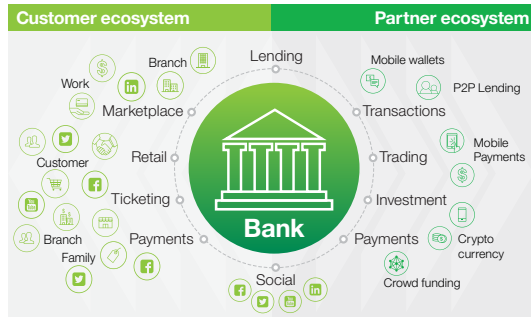 Customer ecosystem
Partner ecosystem
Lending
Branch
Work
Marketplace
Customer
Retail
Ticketing
Branch
Family
Payments
Bank
Social
Mobile wallets
P2P Lending
Transactions
Trading
Mobile
Payments
Investment
Payments
Crypto
currency
Crowd funding